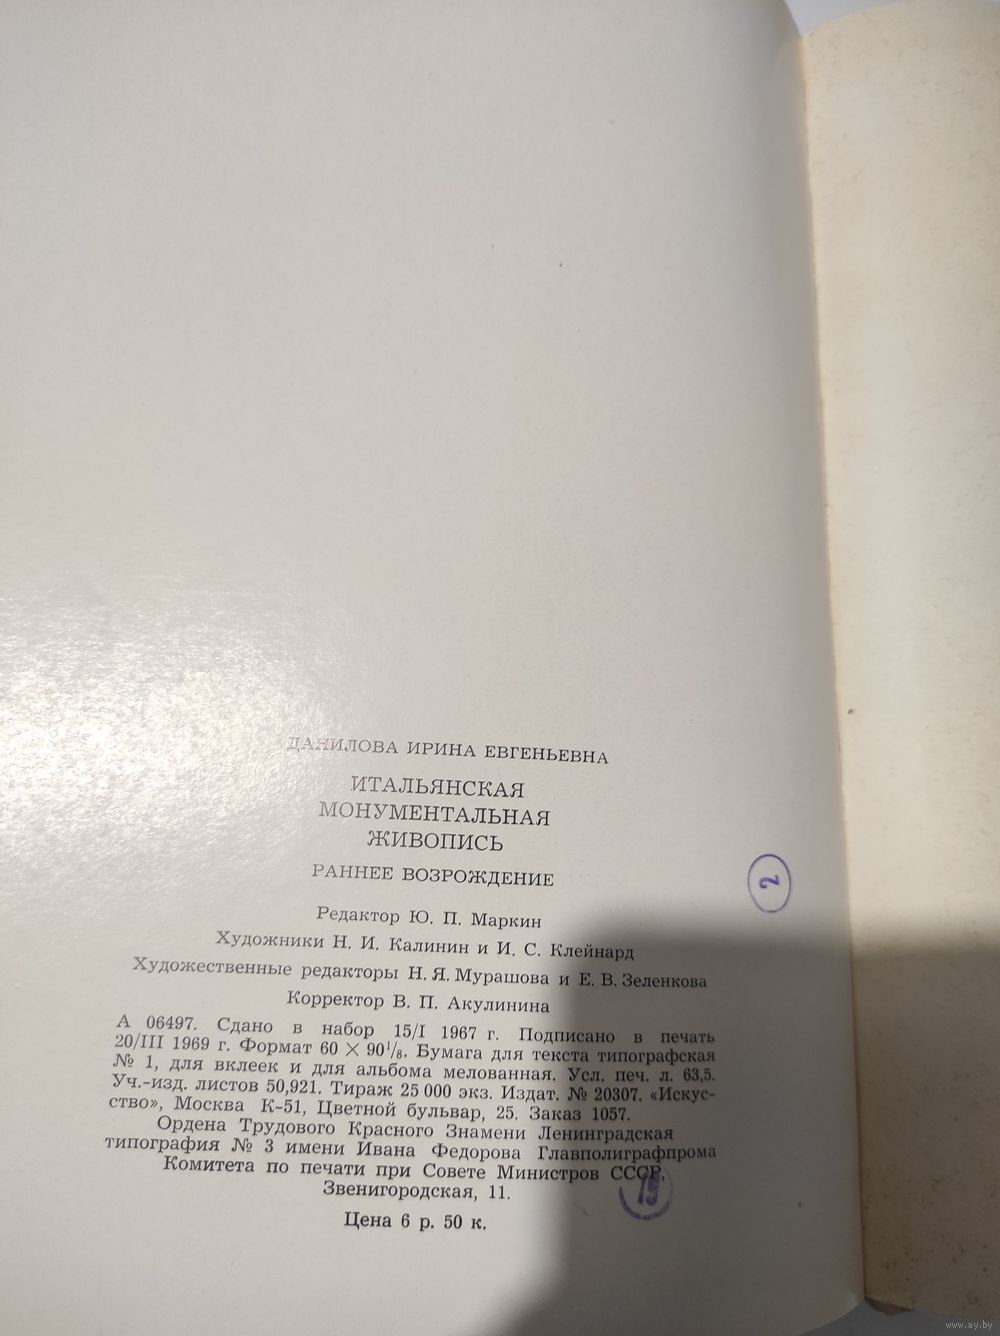 ДАНИЛОВА ИРИНА ЕВГЕНЬЕВНА
ИТАЛЬЯНСКАЯ
МОНУМЕНТАЛЬНАЯ
ЖИВОПИСЬ
РАННЕЕ ВОЗРОЖДЕНИЕ
Редактор Ю. П. Маркин
Художники Н. И. Калинин и И. С. Клейнард
Художественные редакторы Н. Я. Мурашова и Е. В. Зеленкова
Корректор В. П. Акулинина
А 06497. Сдано в набор 15/I 1967 г. Подписано в печать
20/III 1969 г. Формат 60 × 90¹/₈. Бумага для текста типографская
№ 1, для вклеек и для альбома мелованная. Усл. печ. л. 63,5.
Уч.-изд. листов 50,921. Тираж 25 000 экз. Издат. № 20307. «Искус-
ство», Москва К-51, Цветной бульвар, 25. Заказ 1057.
Ордена Трудового Красного Знамени Ленинградская
типография № 3 имени Ивана Федорова Главполиграфпрома
Комитета по печати при Совете Министров СССР,
Звенигородская, 11.
Цена 6 р. 50 к.
2
15
www.ay.by